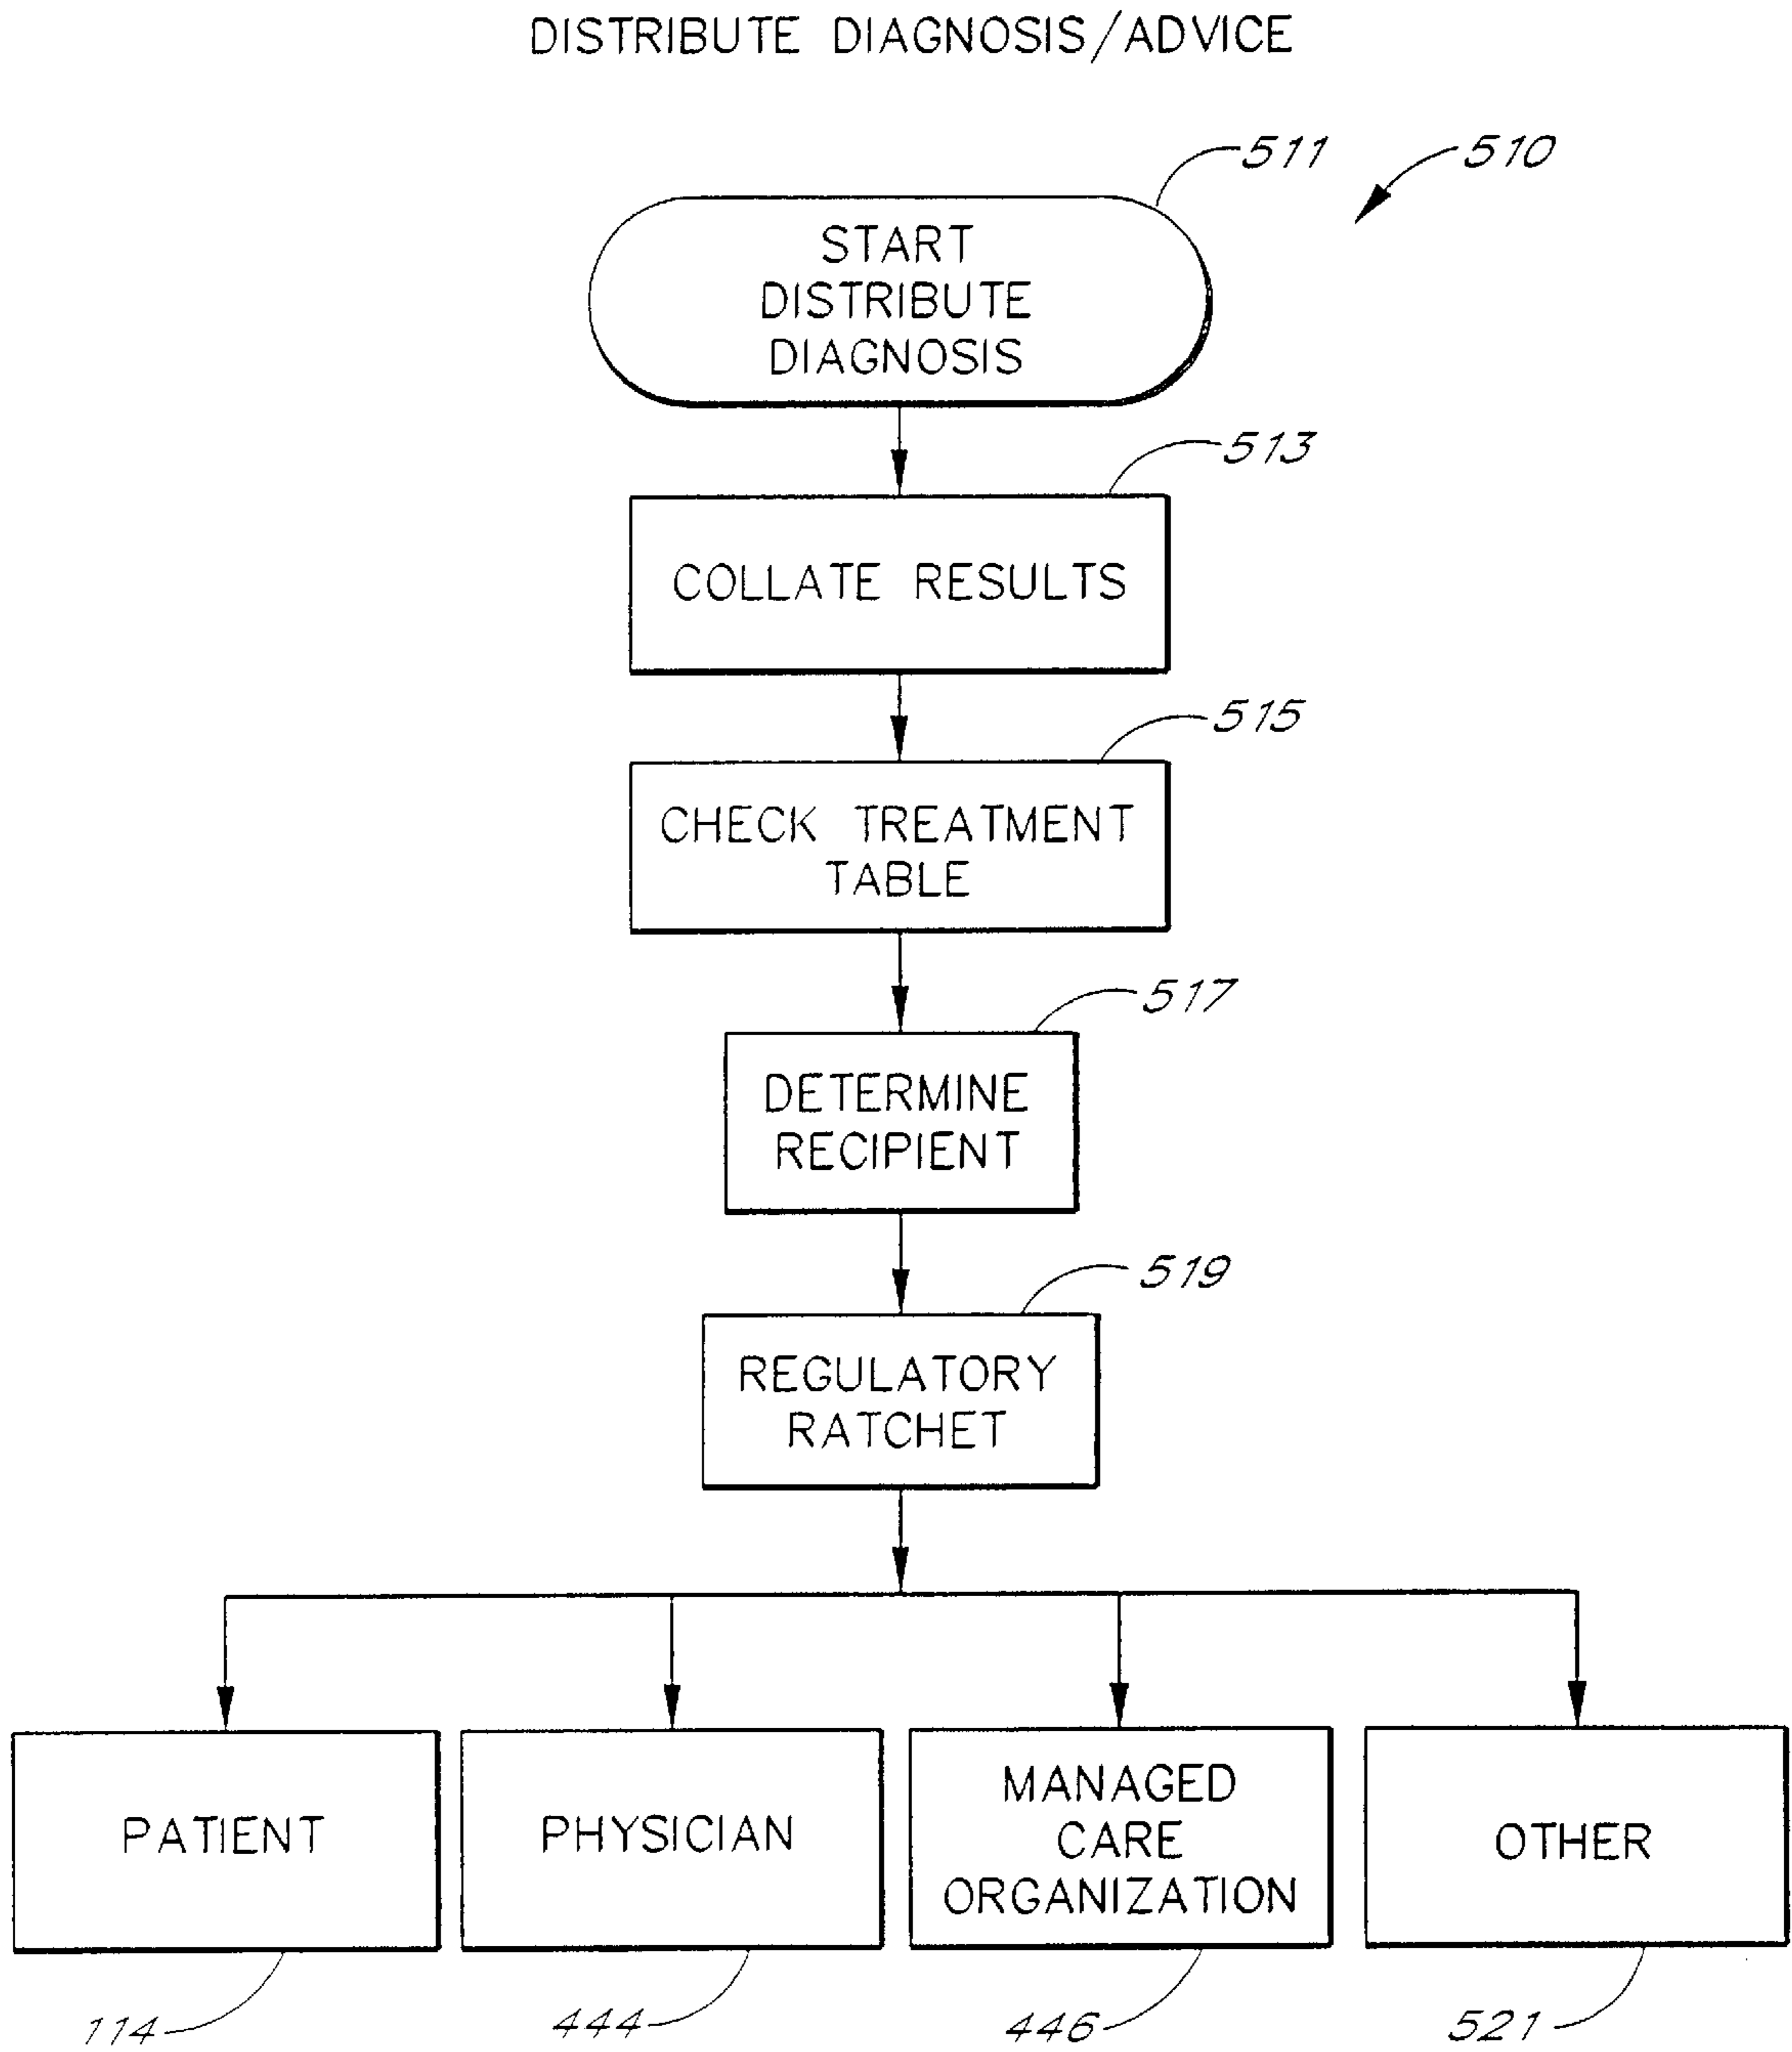 DISTRIBUTE DIAGNOSIS/ADVICE
511
510
START
DISTRIBUTE
DIAGNOSIS
513
COLLATE RESULTS
515
CHECK TREATMENT
TABLE
517
DETERMINE
RECIPIENT
519
REGULATORY
RATCHET
PATIENT
PHYSICIAN
MANAGED
CARE
ORGANIZATION
OTHER
114
444
446
521